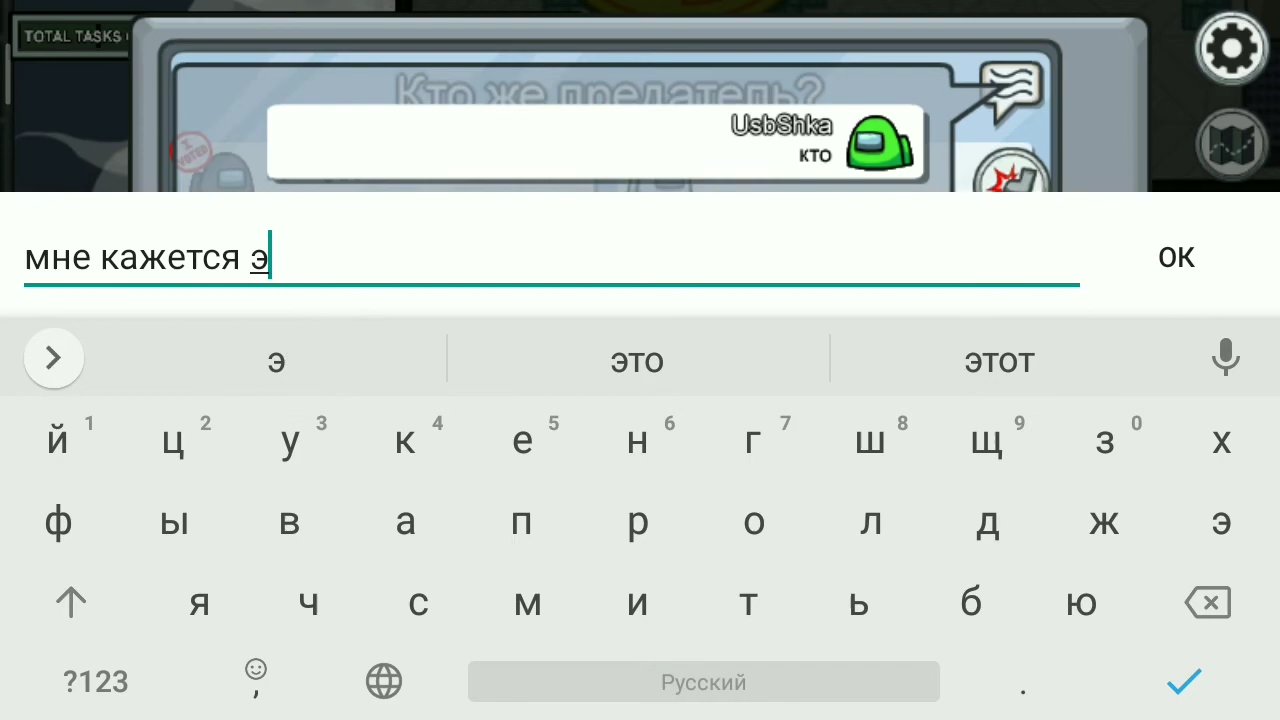 TOTAL TASKS
Кто же предатель?
I VOTED
UsbShka
кто
мне кажется э
ОК
э это этот
й 1 ц 2 у 3 к 4 е 5 н 6 г 7 ш 8 щ 9 з 0 х
ф ы в а п р о л д ж э
я ч с м и т ь б ю
?123 , Русский .